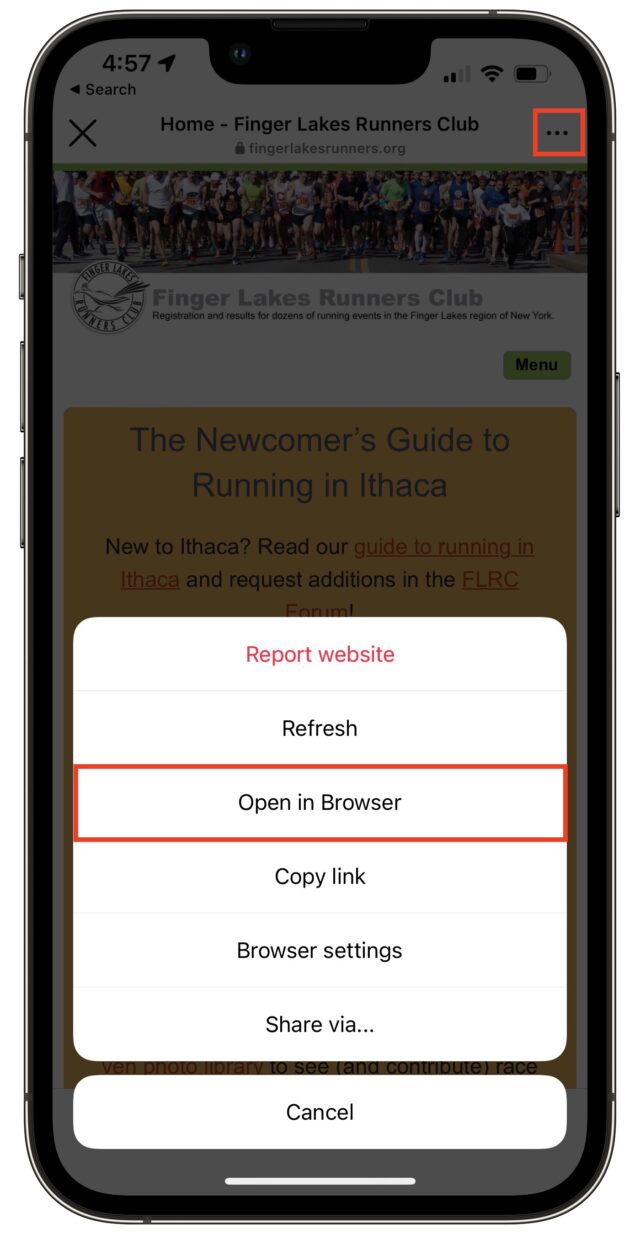 4:57
◀ Search
Home - Finger Lakes Runners Club
fingerlakesrunners.org
FINGER LAKES
RUNNERS CLUB
Finger Lakes Runners Club
Registration and results for dozens of running events in the Finger Lakes region of New York.
Menu
The Newcomer’s Guide to
Running in Ithaca
New to Ithaca? Read our guide to running in
Ithaca and request additions in the FLRC
Forum!
Report website
Refresh
Open in Browser
Copy link
Browser settings
Share via...
photo library to see (and contribute) race
Cancel